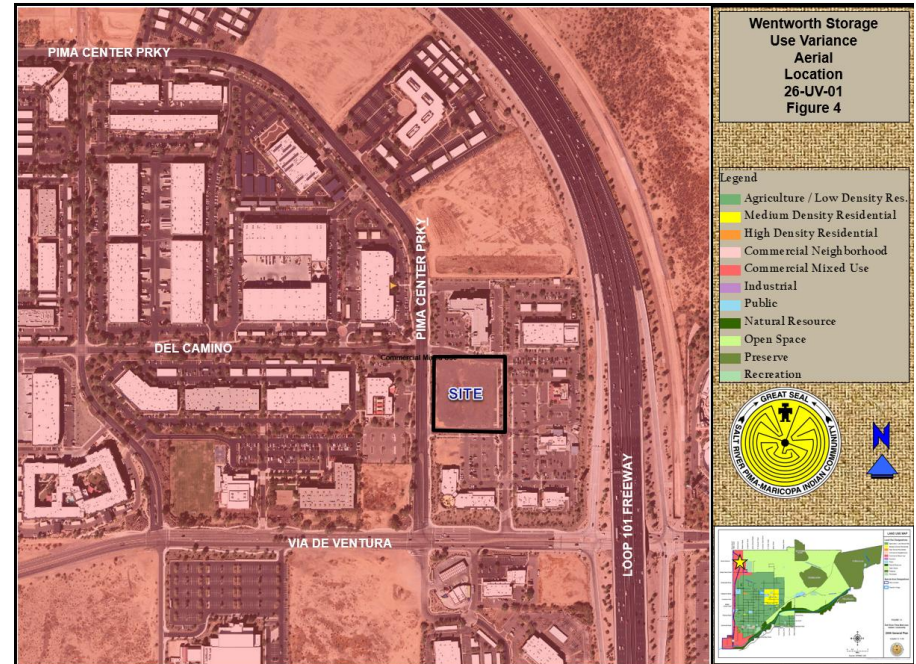 Wentworth Storage
Use Variance
Aerial
Location
26-UV-01
Figure 4
Legend
Agriculture / Low Density Res.
Medium Density Residential
High Density Residential
Commercial Neighborhood
Commercial Mixed Use
Industrial
Public
Natural Resource
Open Space
Preserve
Recreation
GREAT SEAL
SALT RIVER PIMA-MARICOPA INDIAN COMMUNITY
N
PIMA CENTER PRKY
PIMA CENTER PRKY
DEL CAMINO
SITE
LOOP 101 FREEWAY
VIA DE VENTURA
LAND USE MAP